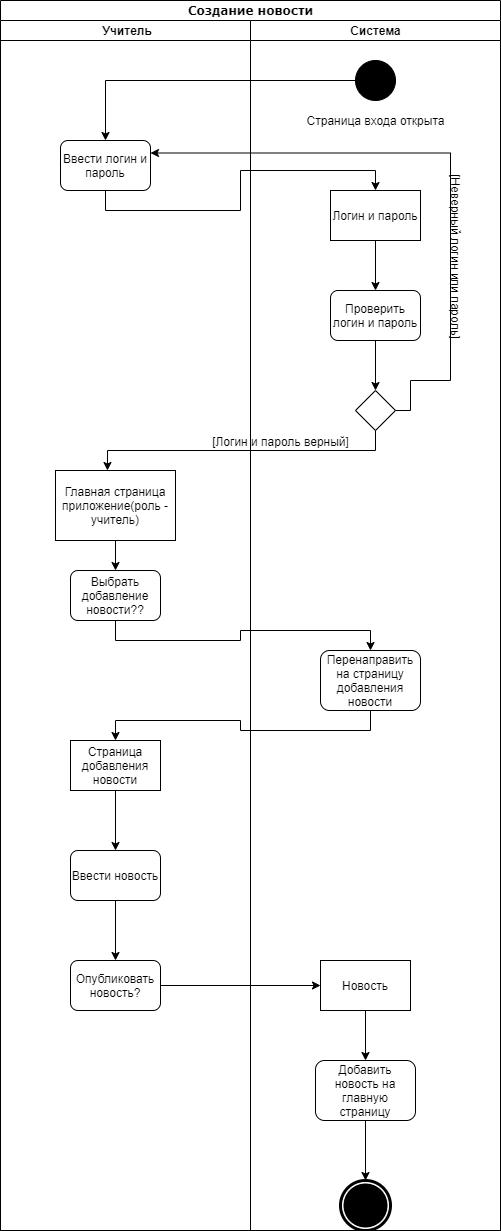 Создание новости
Учитель
Система
Страница входа открыта
Ввести логин и
пароль
[Неверный логин или пароль]
Логин и пароль
Проверить
логин и пароль
[Логин и пароль верный]
Главная страница
приложение(роль -
учитель)
Выбрать
добавление
новости??
Перенаправить
на страницу
добавления
новости
Страница
добавления
новости
Ввести новость
Опубликовать
новость?
Новость
Добавить
новость на
главную
страницу